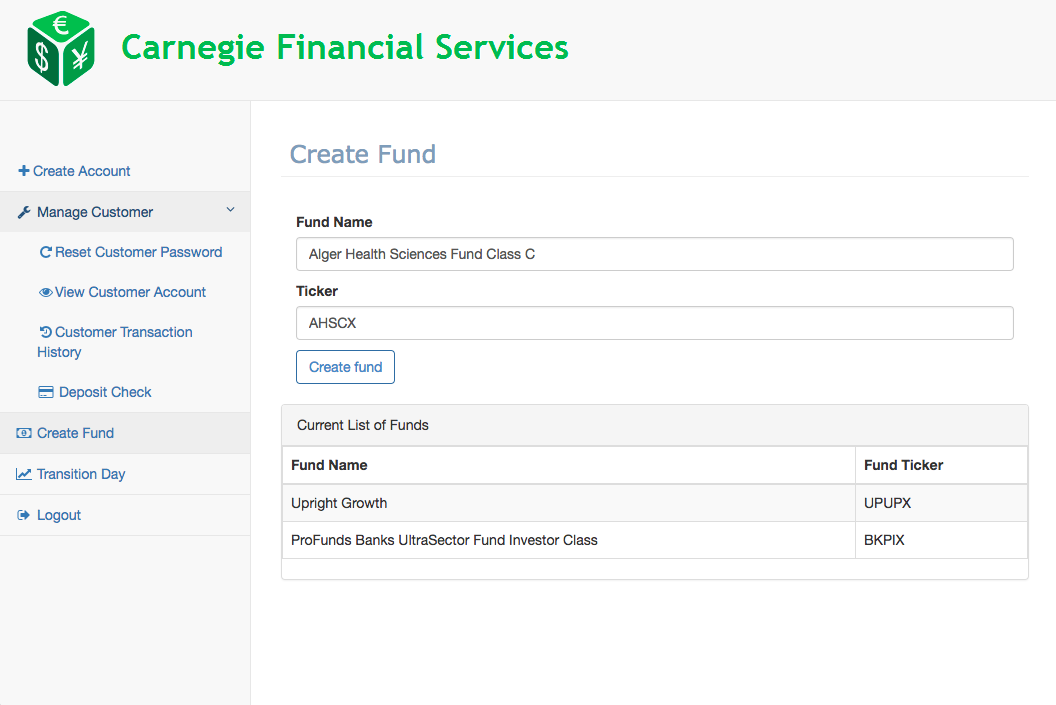 € $ ¥
Carnegie Financial Services
Create Account
Manage Customer
Reset Customer Password
View Customer Account
Customer Transaction
History
Deposit Check
Create Fund
Transition Day
Logout
Create Fund
Fund Name
Alger Health Sciences Fund Class C
Ticker
AHSCX
Create fund
Current List of Funds
Fund Name Fund Ticker
Upright Growth UPUPX
ProFunds Banks UltraSector Fund Investor Class BKPIX